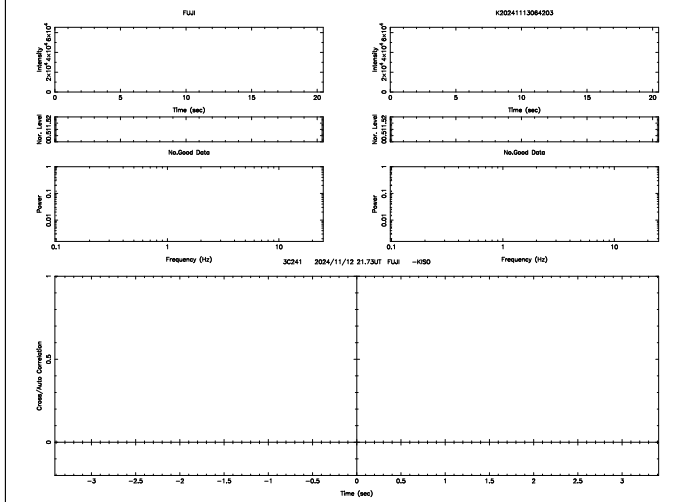 FUJI
Intensity
2×10⁴ 4×10⁴ 6×10⁴
0
0 5 10 15 20
Time (sec)
Nor. Level
00.511.52
No.Good Data
Power
1
0.1
0.01
0.1 1 10
Frequency (Hz)
K20241113064203
Intensity
2×10⁴ 4×10⁴ 6×10⁴
0
0 5 10 15 20
Time (sec)
Nor. Level
00.511.52
No.Good Data
Power
1
0.1
0.01
0.1 1 10
Frequency (Hz)
3C241 2024/11/12 21.73UT FUJI -KISO
Cross/Auto Correlation
1
0.5
0
-3 -2.5 -2 -1.5 -1 -0.5 0 0.5 1 1.5 2 2.5 3
Time (sec)